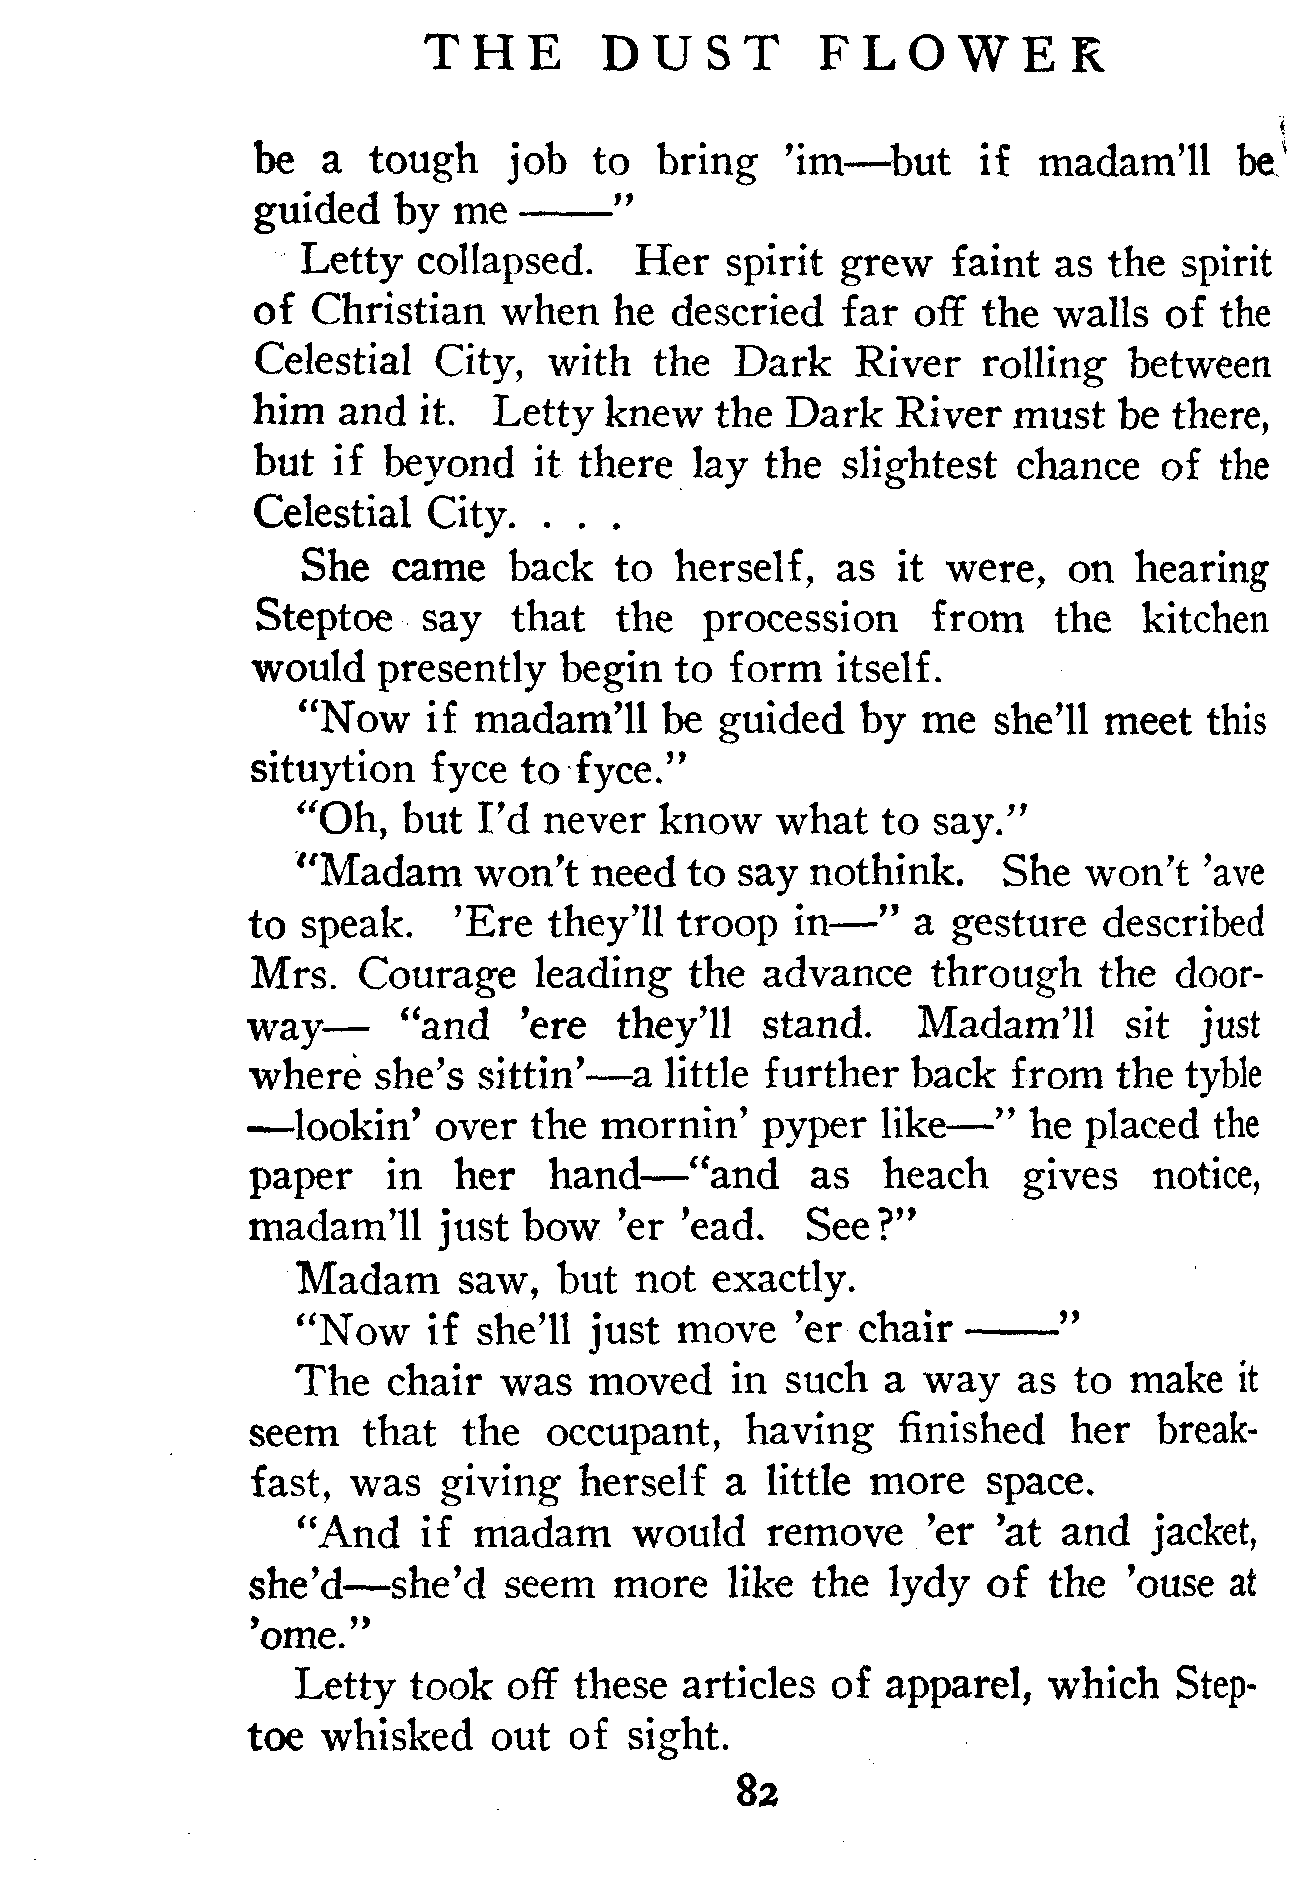 THE DUST FLOWER
be a tough job to bring ’im—but if madam’ll be
guided by me ——”
Letty collapsed. Her spirit grew faint as the spirit
of Christian when he descried far off the walls of the
Celestial City, with the Dark River rolling between
him and it. Letty knew the Dark River must be there,
but if beyond it there lay the slightest chance of the
Celestial City. . . .
She came back to herself, as it were, on hearing
Steptoe say that the procession from the kitchen
would presently begin to form itself.
“Now if madam’ll be guided by me she’ll meet this
situytion fyce to fyce.”
“Oh, but I’d never know what to say.”
“Madam won’t need to say nothink. She won’t ’ave
to speak. ’Ere they’ll troop in—” a gesture described
Mrs. Courage leading the advance through the door-
way— “and ’ere they’ll stand. Madam’ll sit just
where she’s sittin’—a little further back from the tyble
—lookin’ over the mornin’ pyper like—” he placed the
paper in her hand—“and as heach gives notice,
madam’ll just bow ’er ’ead. See?”
Madam saw, but not exactly.
“Now if she’ll just move ’er chair ——”
The chair was moved in such a way as to make it
seem that the occupant, having finished her break-
fast, was giving herself a little more space.
“And if madam would remove ’er ’at and jacket,
she’d—she’d seem more like the lydy of the ’ouse at
’ome.”
Letty took off these articles of apparel, which Step-
toe whisked out of sight.
82